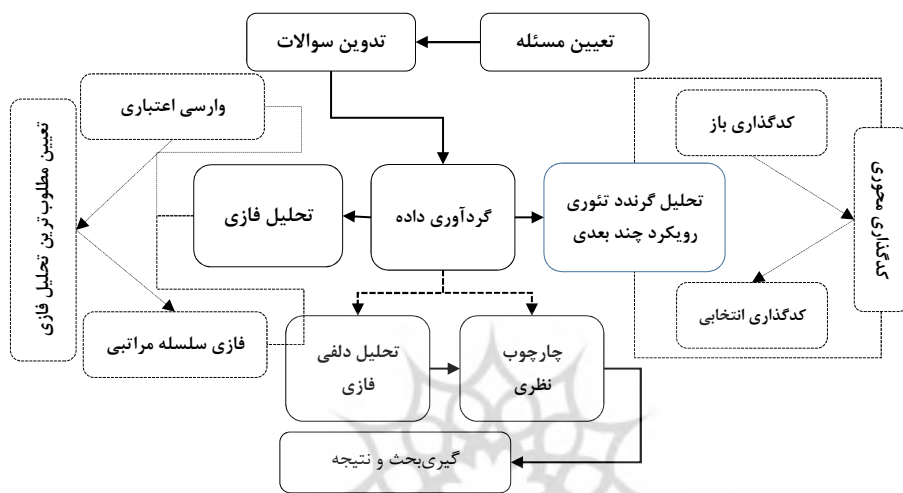 تعیین مسئله
تدوین سوالات
کدگذاری باز
کدگذاری محوری
کدگذاری انتخابی
تحلیل گرندد تئوری
رویکرد چند بعدی
گردآوری داده
تحلیل فازی
وارسی اعتباری
تعیین مطلوب ترین تحلیل فازی
فازی سلسله مراتبی
تحلیل دلفی
فازی
چارچوب
نظری
گیری‌بحث و نتیجه